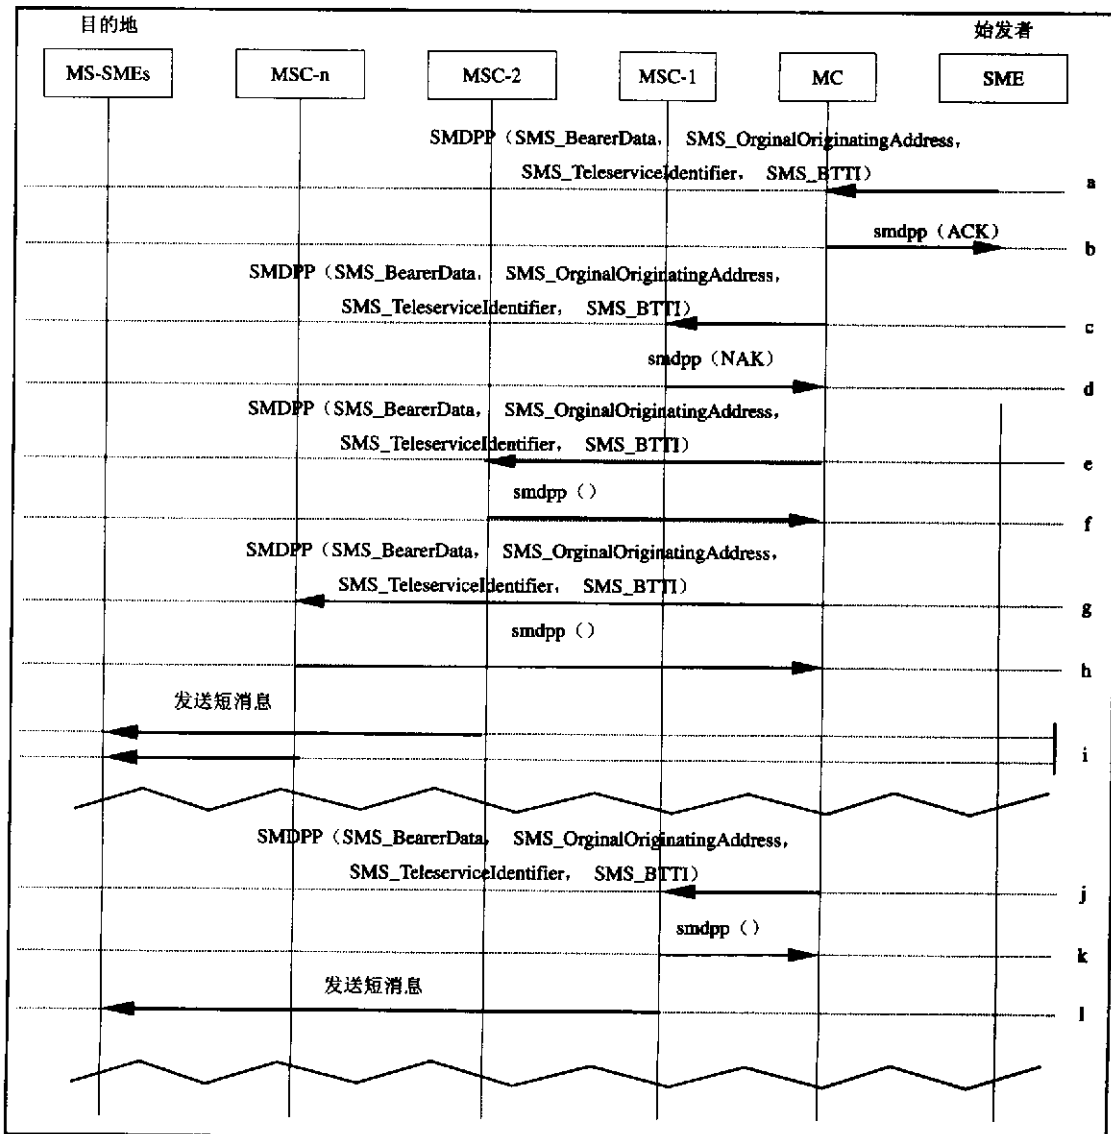 目的地 始发者
MS-SMEs MSC-n MSC-2 MSC-1 MC SME
SMDPP（SMS_BearerData， SMS_OrginalOriginatingAddress，
SMS_TeleserviceIdentifier， SMS_BTTI）
a
smdpp（ACK）
b
SMDPP（SMS_BearerData， SMS_OrginalOriginatingAddress，
SMS_TeleserviceIdentifier， SMS_BTTI）
c
smdpp（NAK）
d
SMDPP（SMS_BearerData， SMS_OrginalOriginatingAddress，
SMS_TeleserviceIdentifier， SMS_BTTI）
e
smdpp（）
f
SMDPP（SMS_BearerData， SMS_OrginalOriginatingAddress，
SMS_TeleserviceIdentifier， SMS_BTTI）
g
smdpp（）
h
发送短消息
i
SMDPP（SMS_BearerData， SMS_OrginalOriginatingAddress，
SMS_TeleserviceIdentifier， SMS_BTTI）
j
smdpp（）
k
发送短消息
l